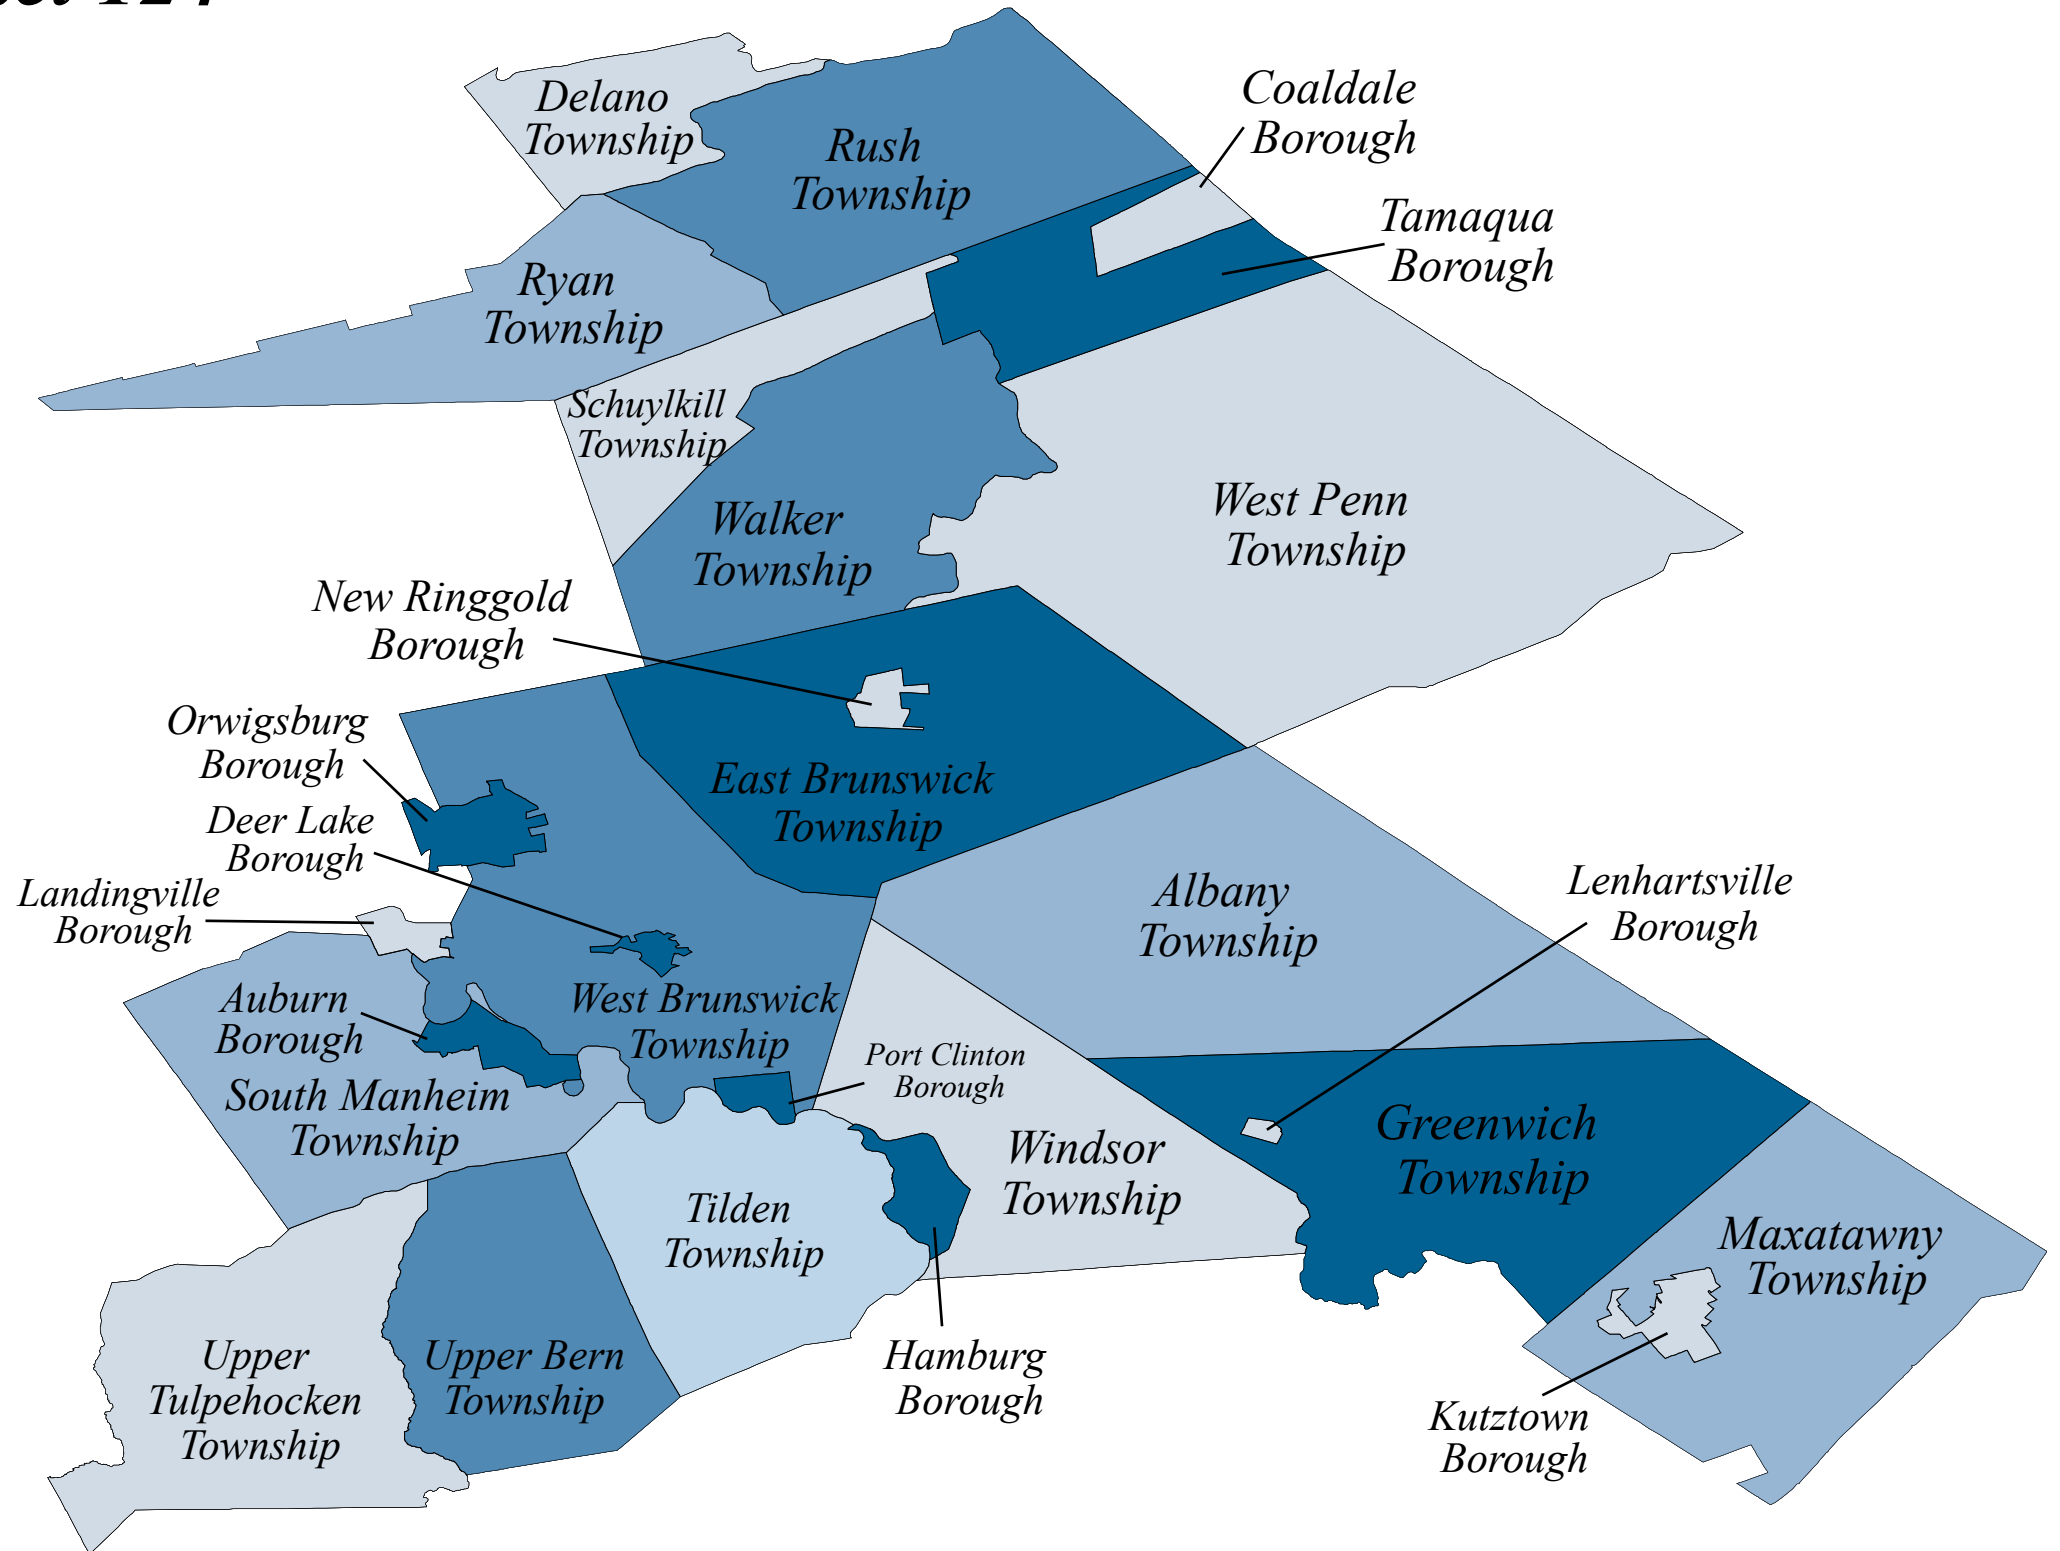 124
Delano
Township
Rush
Township
Coaldale
Borough
Tamaqua
Borough
Ryan
Township
Schuylkill
Township
West Penn
Township
Walker
Township
New Ringgold
Borough
Orwigsburg
Borough
East Brunswick
Township
Deer Lake
Borough
Landingville
Borough
Albany
Township
Lenhartsville
Borough
Auburn
Borough
West Brunswick
Township
Port Clinton
Borough
South Manheim
Township
Greenwich
Township
Windsor
Township
Tilden
Township
Maxatawny
Township
Upper
Tulpehocken
Township
Upper Bern
Township
Hamburg
Borough
Kutztown
Borough